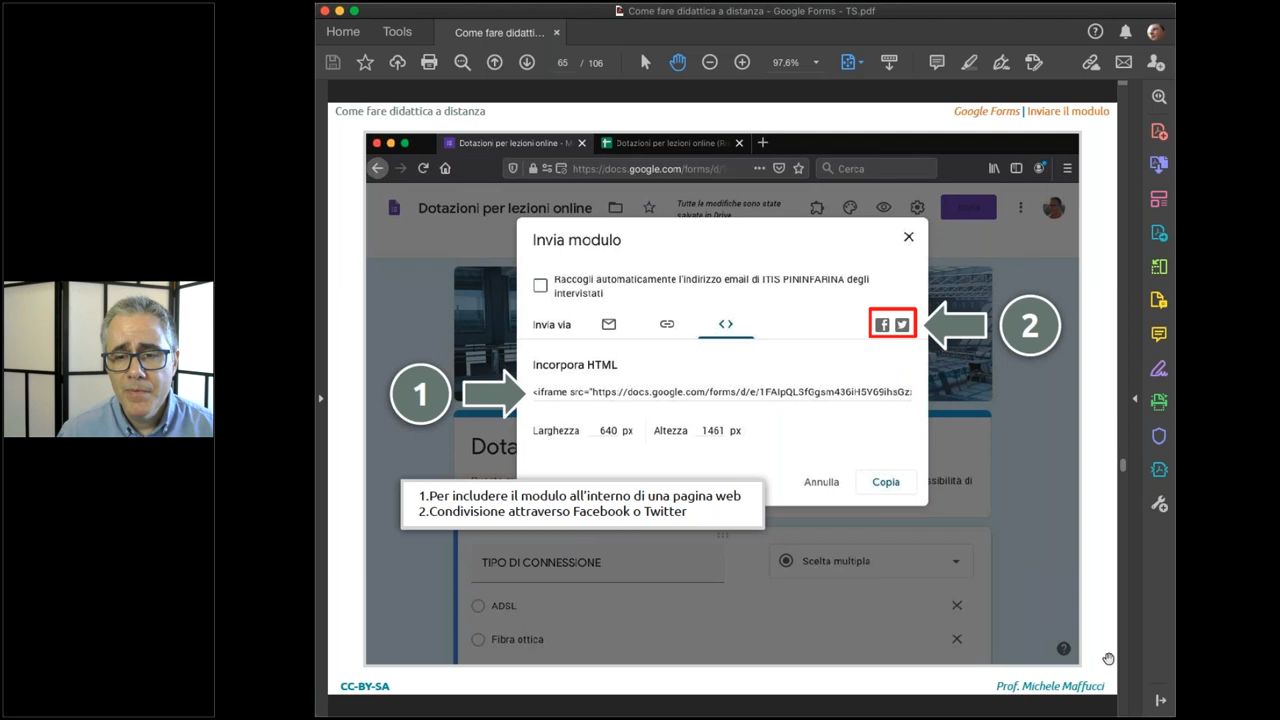 Come fare didattica a distanza - Google Forms - TS.pdf
Home Tools Come fare didatti... ×
65 / 106 97,6%
Come fare didattica a distanza
Google Forms | Inviare il modulo
Dotazioni per lezioni online - M
Dotazioni per lezioni online (Ri
https://docs.google.com/forms/d/
Cerca
Dotazioni per lezioni online
Tutte le modifiche sono state
salvate in Drive
Invia
Invia modulo
Raccogli automaticamente l'indirizzo email di ITIS PININFARINA degli
intervistati
Invia via
2
Incorpora HTML
1
<iframe src="https://docs.google.com/forms/d/e/1FAIpQLSfGgsm436iH5V69ihsGz
Larghezza 640 px Altezza 1461 px
Dota
Annulla Copia
ssibilità di
1.Per includere il modulo all'interno di una pagina web
2.Condivisione attraverso Facebook o Twitter
TIPO DI CONNESSIONE
Scelta multipla
ADSL
Fibra ottica
CC-BY-SA
Prof. Michele Maffucci